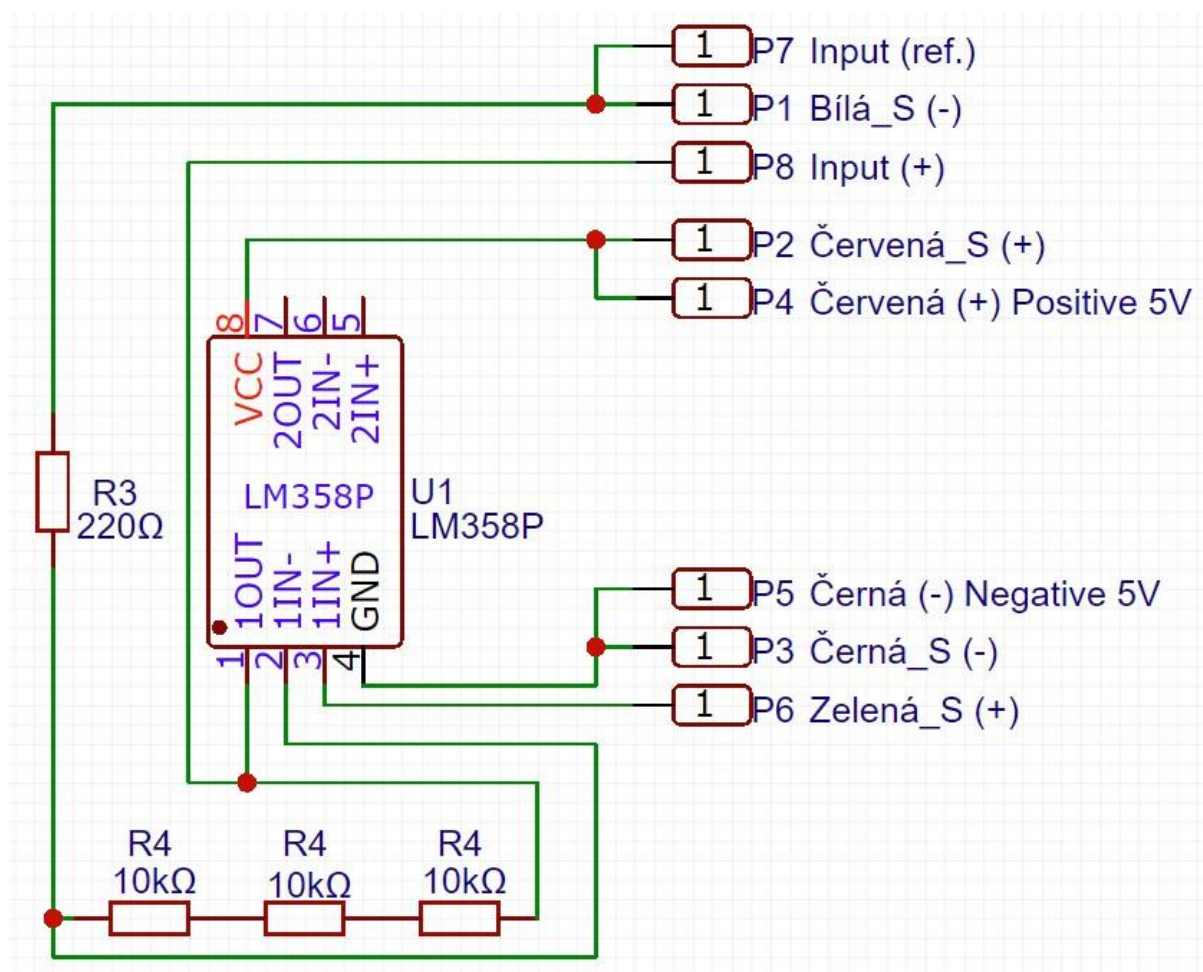 1 P7 Input (ref.)
1 P1 Bílá_S (-)
1 P8 Input (+)
1 P2 Červená_S (+)
1 P4 Červená (+) Positive 5V
8 7 6 5
VCC 2OUT 2IN- 2IN+
R3
220Ω
LM358P
U1
LM358P
1OUT 1IN- 1IN+ GND
1 2 3 4
1 P5 Černá (-) Negative 5V
1 P3 Černá_S (-)
1 P6 Zelená_S (+)
R4 R4 R4
10kΩ 10kΩ 10kΩ